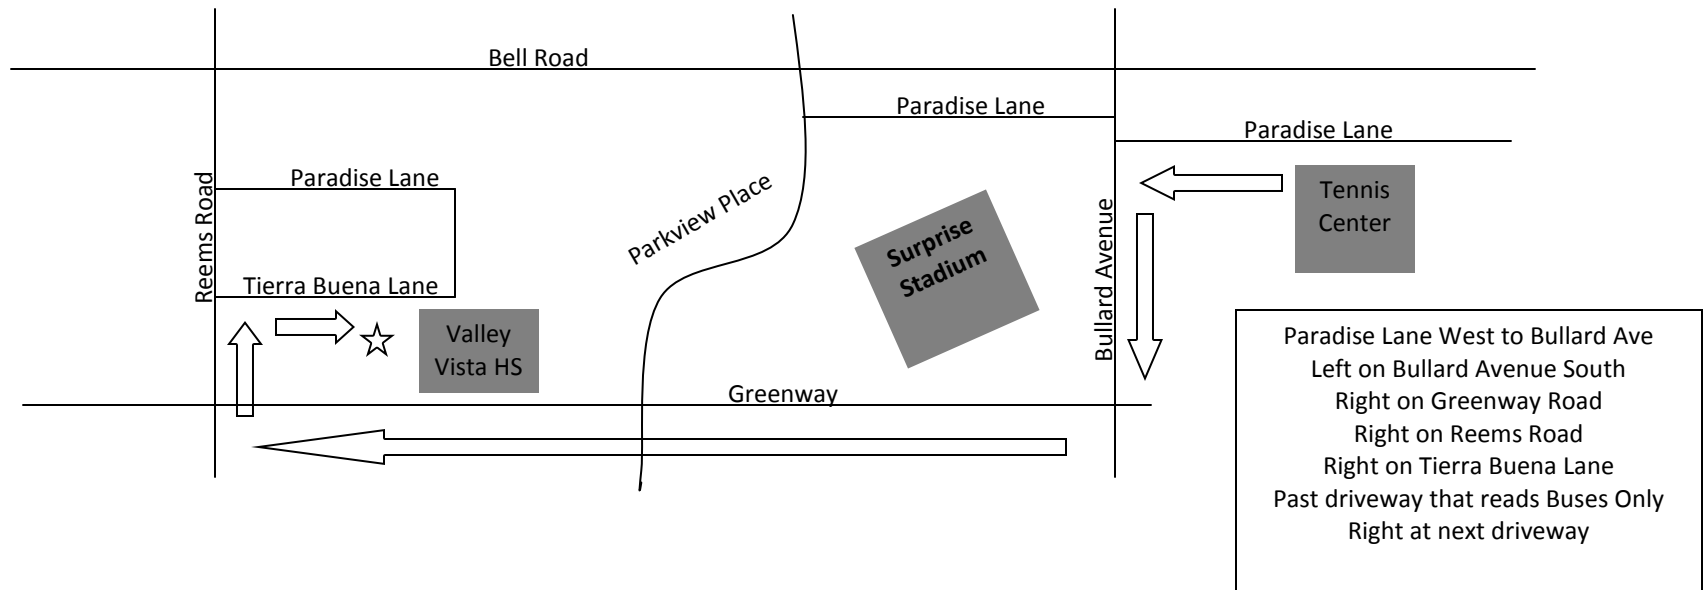 Bell Road
Paradise Lane
Paradise Lane
Paradise Lane
Reems Road
Parkview Place
Tennis
Center
Surprise
Stadium
Bullard Avenue
Tierra Buena Lane
Valley
Vista HS
Greenway
Paradise Lane West to Bullard Ave
Left on Bullard Avenue South
Right on Greenway Road
Right on Reems Road
Right on Tierra Buena Lane
Past driveway that reads Buses Only
Right at next driveway